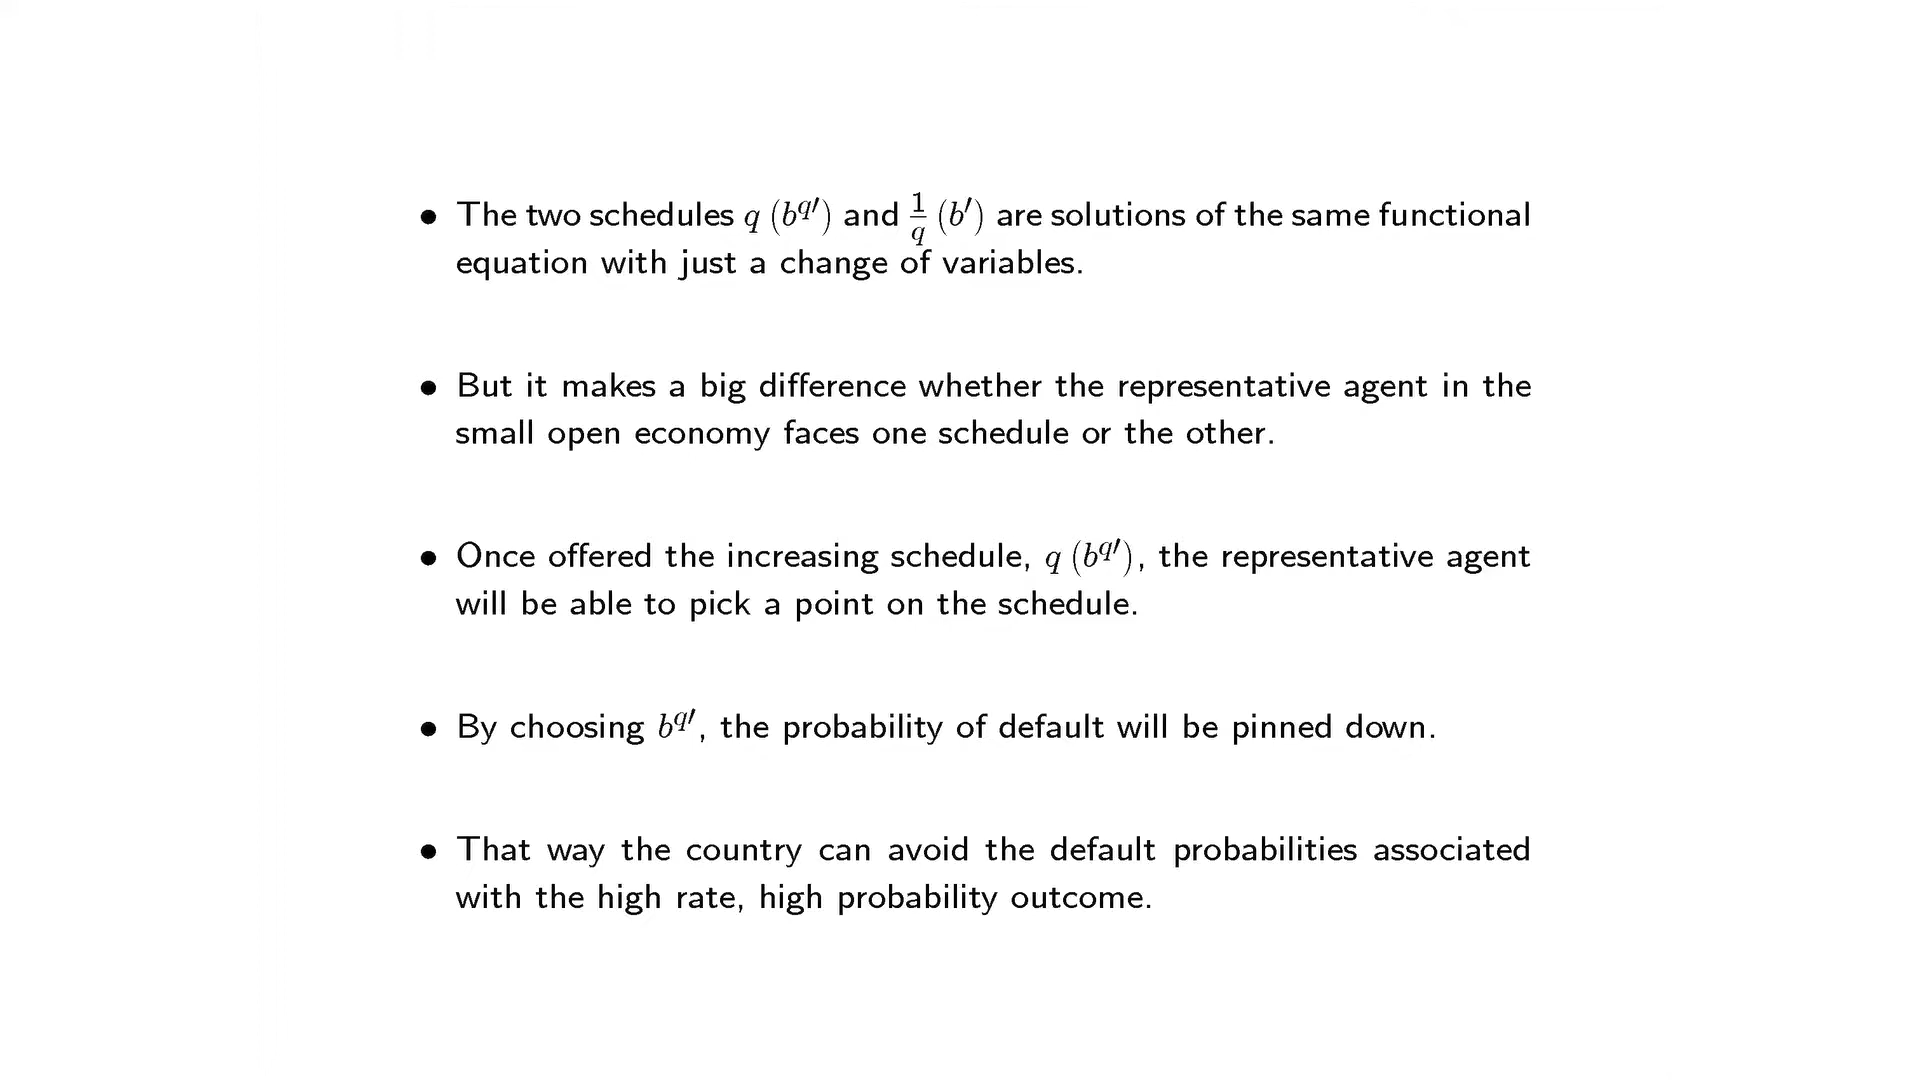 • The two schedules q (b^{q′}) and \frac{1}{q} (b′) are solutions of the same functional
equation with just a change of variables.
• But it makes a big difference whether the representative agent in the
small open economy faces one schedule or the other.
• Once offered the increasing schedule, q (b^{q′}), the representative agent
will be able to pick a point on the schedule.
• By choosing b^{q′}, the probability of default will be pinned down.
• That way the country can avoid the default probabilities associated
with the high rate, high probability outcome.